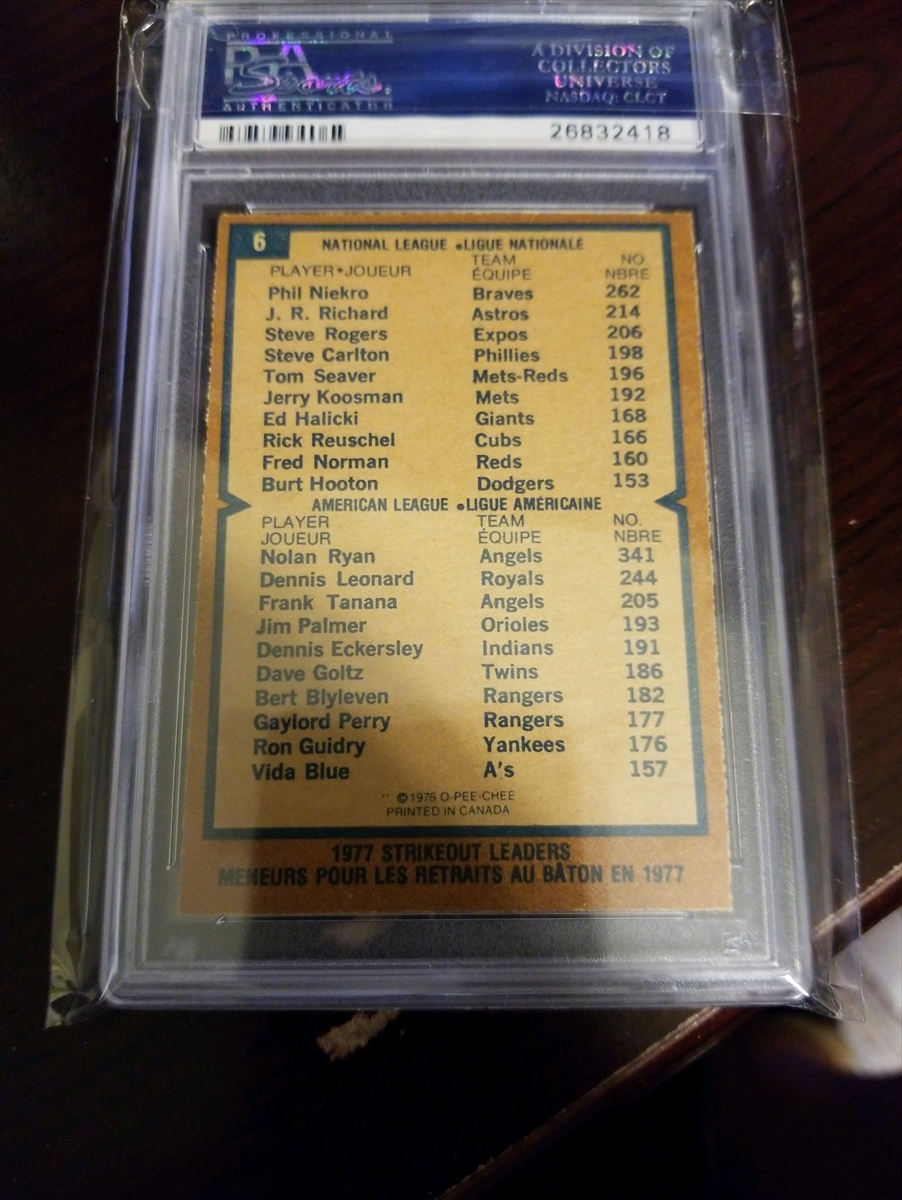 PROFESSIONAL
PSA
Sports
AUTHENTICATOR
A DIVISION OF
COLLECTORS
UNIVERSE
NASDAQ: CLCT
26832418
6 NATIONAL LEAGUE • LIGUE NATIONALE
PLAYER • JOUEUR TEAM ÉQUIPE NO. NBRE
Phil Niekro Braves 262
J. R. Richard Astros 214
Steve Rogers Expos 206
Steve Carlton Phillies 198
Tom Seaver Mets-Reds 196
Jerry Koosman Mets 192
Ed Halicki Giants 168
Rick Reuschel Cubs 166
Fred Norman Reds 160
Burt Hooton Dodgers 153
AMERICAN LEAGUE • LIGUE AMÉRICAINE
PLAYER TEAM NO.
JOUEUR ÉQUIPE NBRE
Nolan Ryan Angels 341
Dennis Leonard Royals 244
Frank Tanana Angels 205
Jim Palmer Orioles 193
Dennis Eckersley Indians 191
Dave Goltz Twins 186
Bert Blyleven Rangers 182
Gaylord Perry Rangers 177
Ron Guidry Yankees 176
Vida Blue A's 157
© 1978 O-PEE-CHEE
PRINTED IN CANADA
1977 STRIKEOUT LEADERS
MENEURS POUR LES RETRAITS AU BÂTON EN 1977